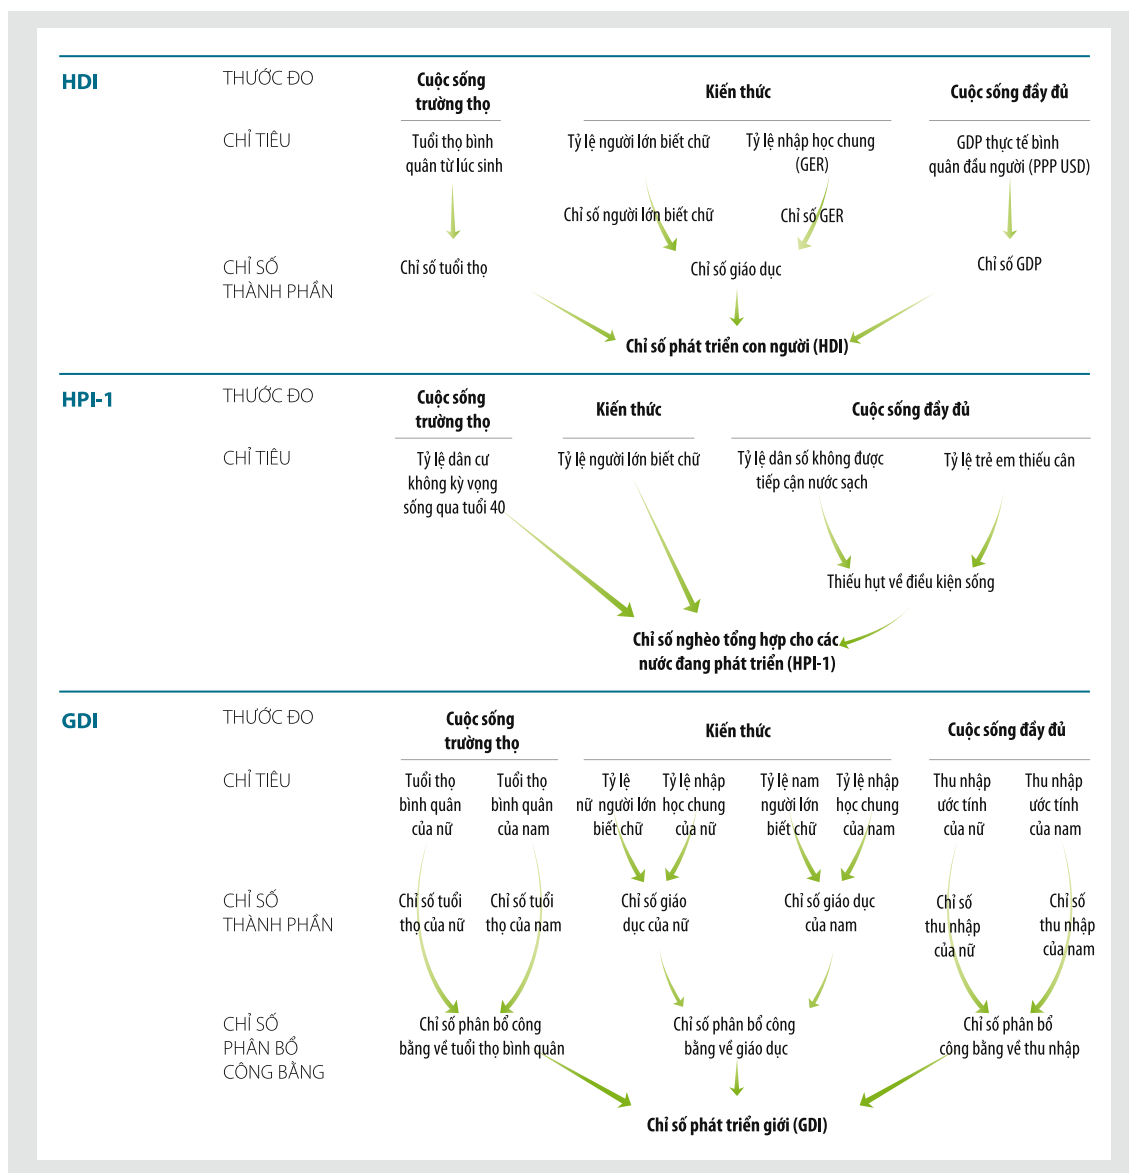 HDI
THƯỚC ĐO
Cuộc sống
trường thọ
Kiến thức
Cuộc sống đầy đủ
CHỈ TIÊU
Tuổi thọ bình
quân từ lúc sinh
Tỷ lệ người lớn biết chữ
Tỷ lệ nhập học chung
(GER)
GDP thực tế bình
quân đầu người (PPP USD)
Chỉ số người lớn biết chữ
Chỉ số GER
CHỈ SỐ
THÀNH PHẦN
Chỉ số tuổi thọ
Chỉ số giáo dục
Chỉ số GDP
Chỉ số phát triển con người (HDI)
HPI-1
THƯỚC ĐO
Cuộc sống
trường thọ
Kiến thức
Cuộc sống đầy đủ
CHỈ TIÊU
Tỷ lệ dân cư
không kỳ vọng
sống qua tuổi 40
Tỷ lệ người lớn biết chữ
Tỷ lệ dân số không được
tiếp cận nước sạch
Tỷ lệ trẻ em thiếu cân
Thiếu hụt về điều kiện sống
Chỉ số nghèo tổng hợp cho các
nước đang phát triển (HPI-1)
GDI
THƯỚC ĐO
Cuộc sống
trường thọ
Kiến thức
Cuộc sống đầy đủ
CHỈ TIÊU
Tuổi thọ
bình quân
của nữ
Tuổi thọ
bình quân
của nam
Tỷ lệ
nữ người lớn
biết chữ
Tỷ lệ nhập
học chung
của nữ
Tỷ lệ nam
người lớn
biết chữ
Tỷ lệ nhập
học chung
của nam
Thu nhập
ước tính
của nữ
Thu nhập
ước tính
của nam
CHỈ SỐ
THÀNH PHẦN
Chỉ số tuổi
thọ của nữ
Chỉ số tuổi
thọ của nam
Chỉ số giáo
dục của nữ
Chỉ số giáo dục
của nam
Chỉ số
thu nhập
của nữ
Chỉ số
thu nhập
của nam
CHỈ SỐ
PHÂN BỔ
CÔNG BẰNG
Chỉ số phân bổ công
bằng về tuổi thọ bình quân
Chỉ số phân bổ công
bằng về giáo dục
Chỉ số phân bổ
công bằng về thu nhập
Chỉ số phát triển giới (GDI)